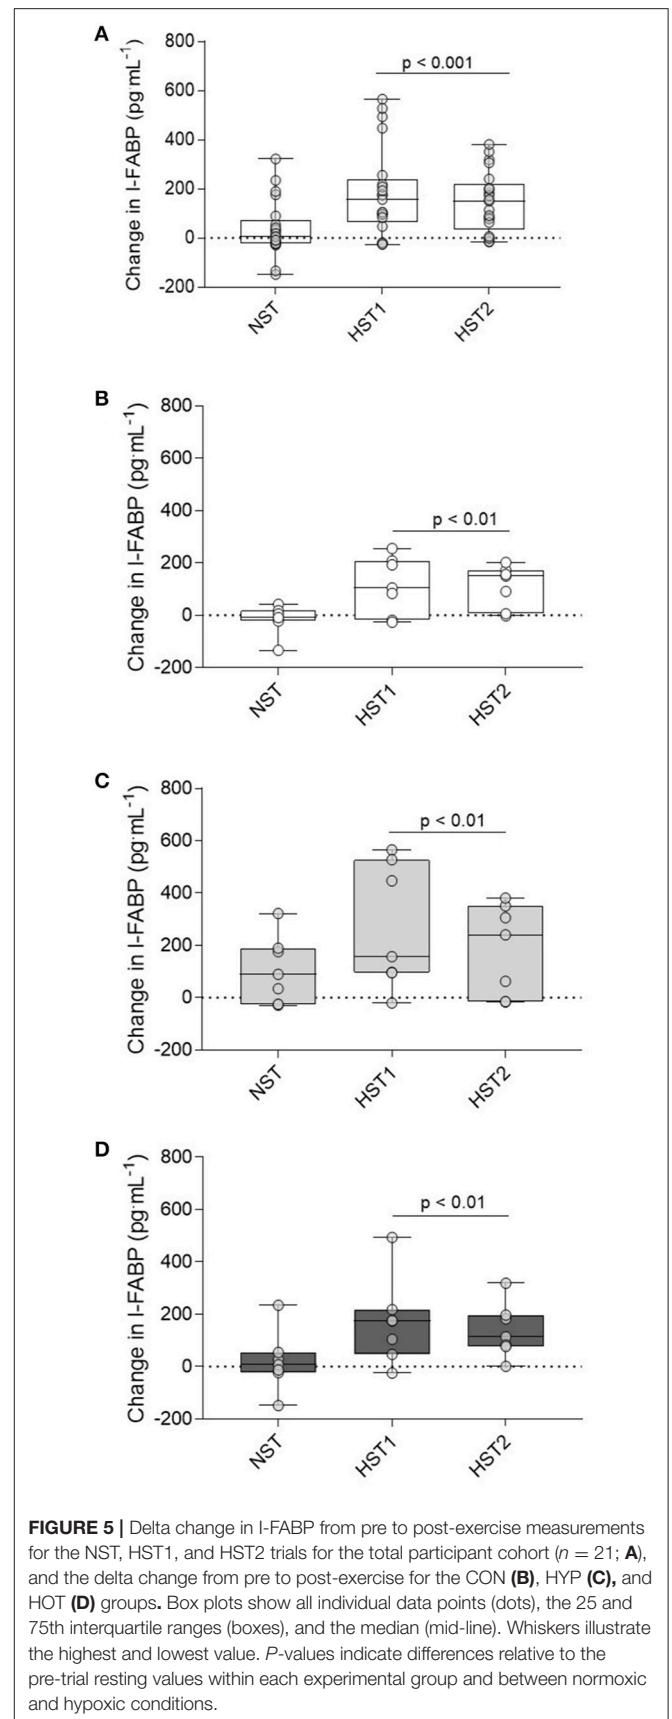 A
Change in I-FABP (pg·mL⁻¹)
800
600
400
200
0
-200
p < 0.001
NST
HST1
HST2
B
Change in I-FABP (pg·mL⁻¹)
800
600
400
200
0
-200
p < 0.01
NST
HST1
HST2
C
Change in I-FABP (pg·mL⁻¹)
800
600
400
200
0
-200
p < 0.01
NST
HST1
HST2
D
Change in I-FABP (pg·mL⁻¹)
800
600
400
200
0
-200
p < 0.01
NST
HST1
HST2
FIGURE 5 | Delta change in I-FABP from pre to post-exercise measurements
for the NST, HST1, and HST2 trials for the total participant cohort (n = 21; A),
and the delta change from pre to post-exercise for the CON (B), HYP (C), and
HOT (D) groups. Box plots show all individual data points (dots), the 25 and
75th interquartile ranges (boxes), and the median (mid-line). Whiskers illustrate
the highest and lowest value. P-values indicate differences relative to the
pre-trial resting values within each experimental group and between normoxic
and hypoxic conditions.